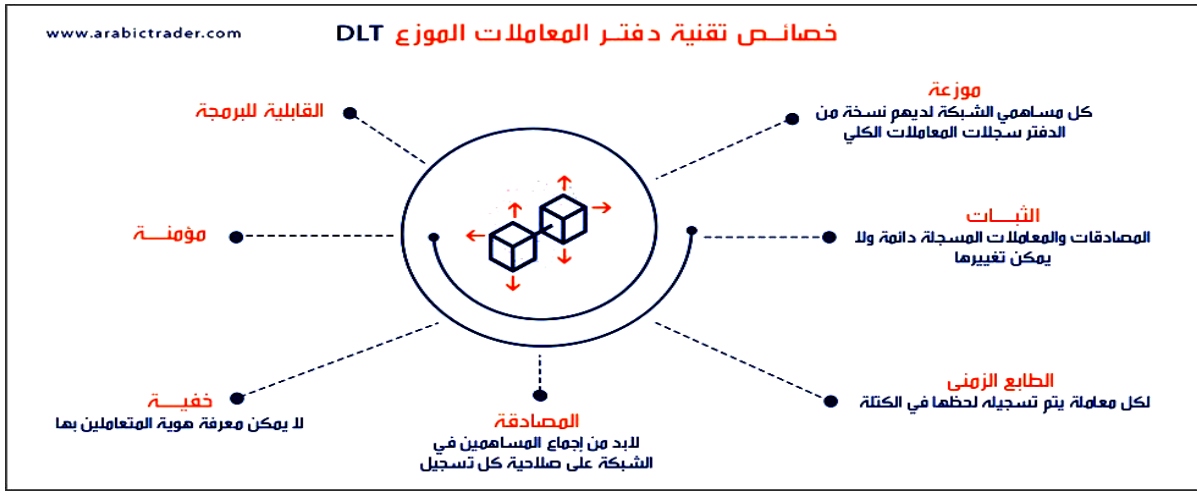 خصائص تقنية دفتر المعاملات الموزع DLT
www.arabictrader.com
موزعة
كل مساهمي الشبكة لديهم نسخة من
الدفتر سجلات المعاملات الكلي
القابلية للبرمجة
الثبات
المصادقات والمعاملات المسجلة دائمة ولا
يمكن تغييرها
مؤمنة
الطابع الزمني
لكل معاملة يتم تسجيله لحظها في الكتلة
خفية
لا يمكن معرفة هوية المتعاملين بها
المصادقة
لابد من إجماع المساهمين في
الشبكة على صلاحية كل تسجيل